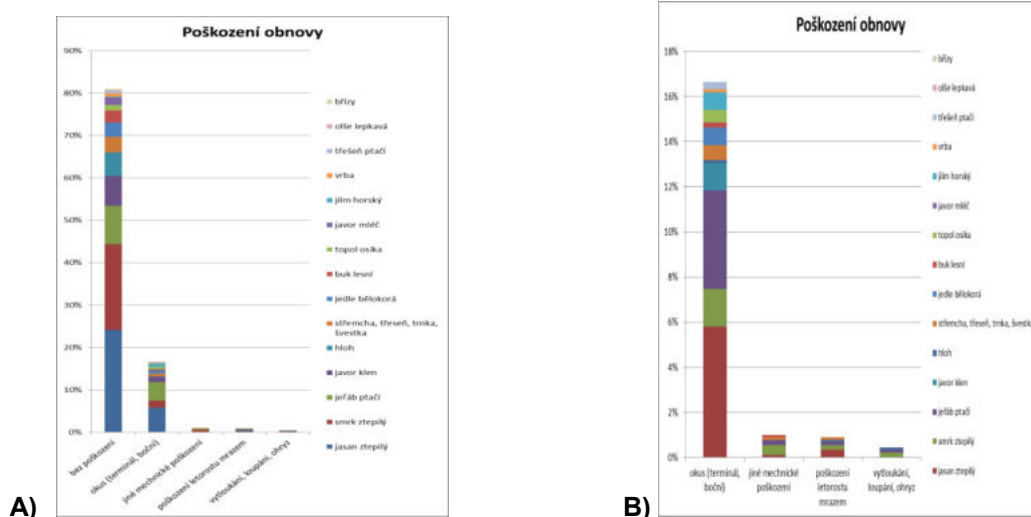 Poškození obnovy
90%
80%
70%
60%
50%
40%
30%
20%
10%
0%
bez poškození
okus (terminál, boční)
jiné mechnické poškození
poškození letorostu mrazem
vytloukání, loupání, ohryz
břízy
olše lepkavá
třešeň ptačí
vrba
jilm horský
javor mléč
topol osika
buk lesní
jedle bělokorá
střemcha, třeseň, trnka,
švestka
hloh
javor klen
jeřáb ptačí
smrk ztepilý
jasan ztepilý
A)
Poškození obnovy
18%
16%
14%
12%
10%
8%
6%
4%
2%
0%
okus (terminál,
boční)
jiné mechnické
poškození
poškození
letorostu
mrazem
vytloukání,
loupání, ohryz
břízy
olše lepkavá
třešeň ptačí
vrba
jilm horský
javor mléč
topol osika
buk lesní
jedle bělokorá
střemcha, třeseň, trnka, švestka
hloh
javor klen
jeřáb ptačí
smrk ztepilý
jasan ztepilý
B)